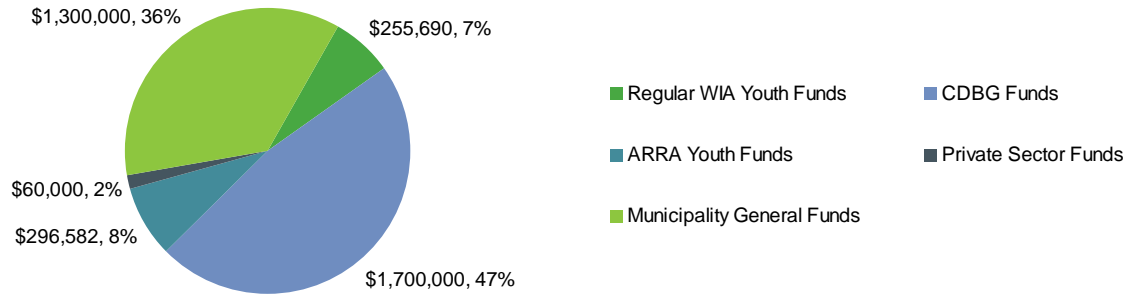 $1,300,000, 36%
$255,690, 7%
$60,000, 2%
$296,582, 8%
$1,700,000, 47%
Regular WIA Youth Funds
CDBG Funds
ARRA Youth Funds
Private Sector Funds
Municipality General Funds